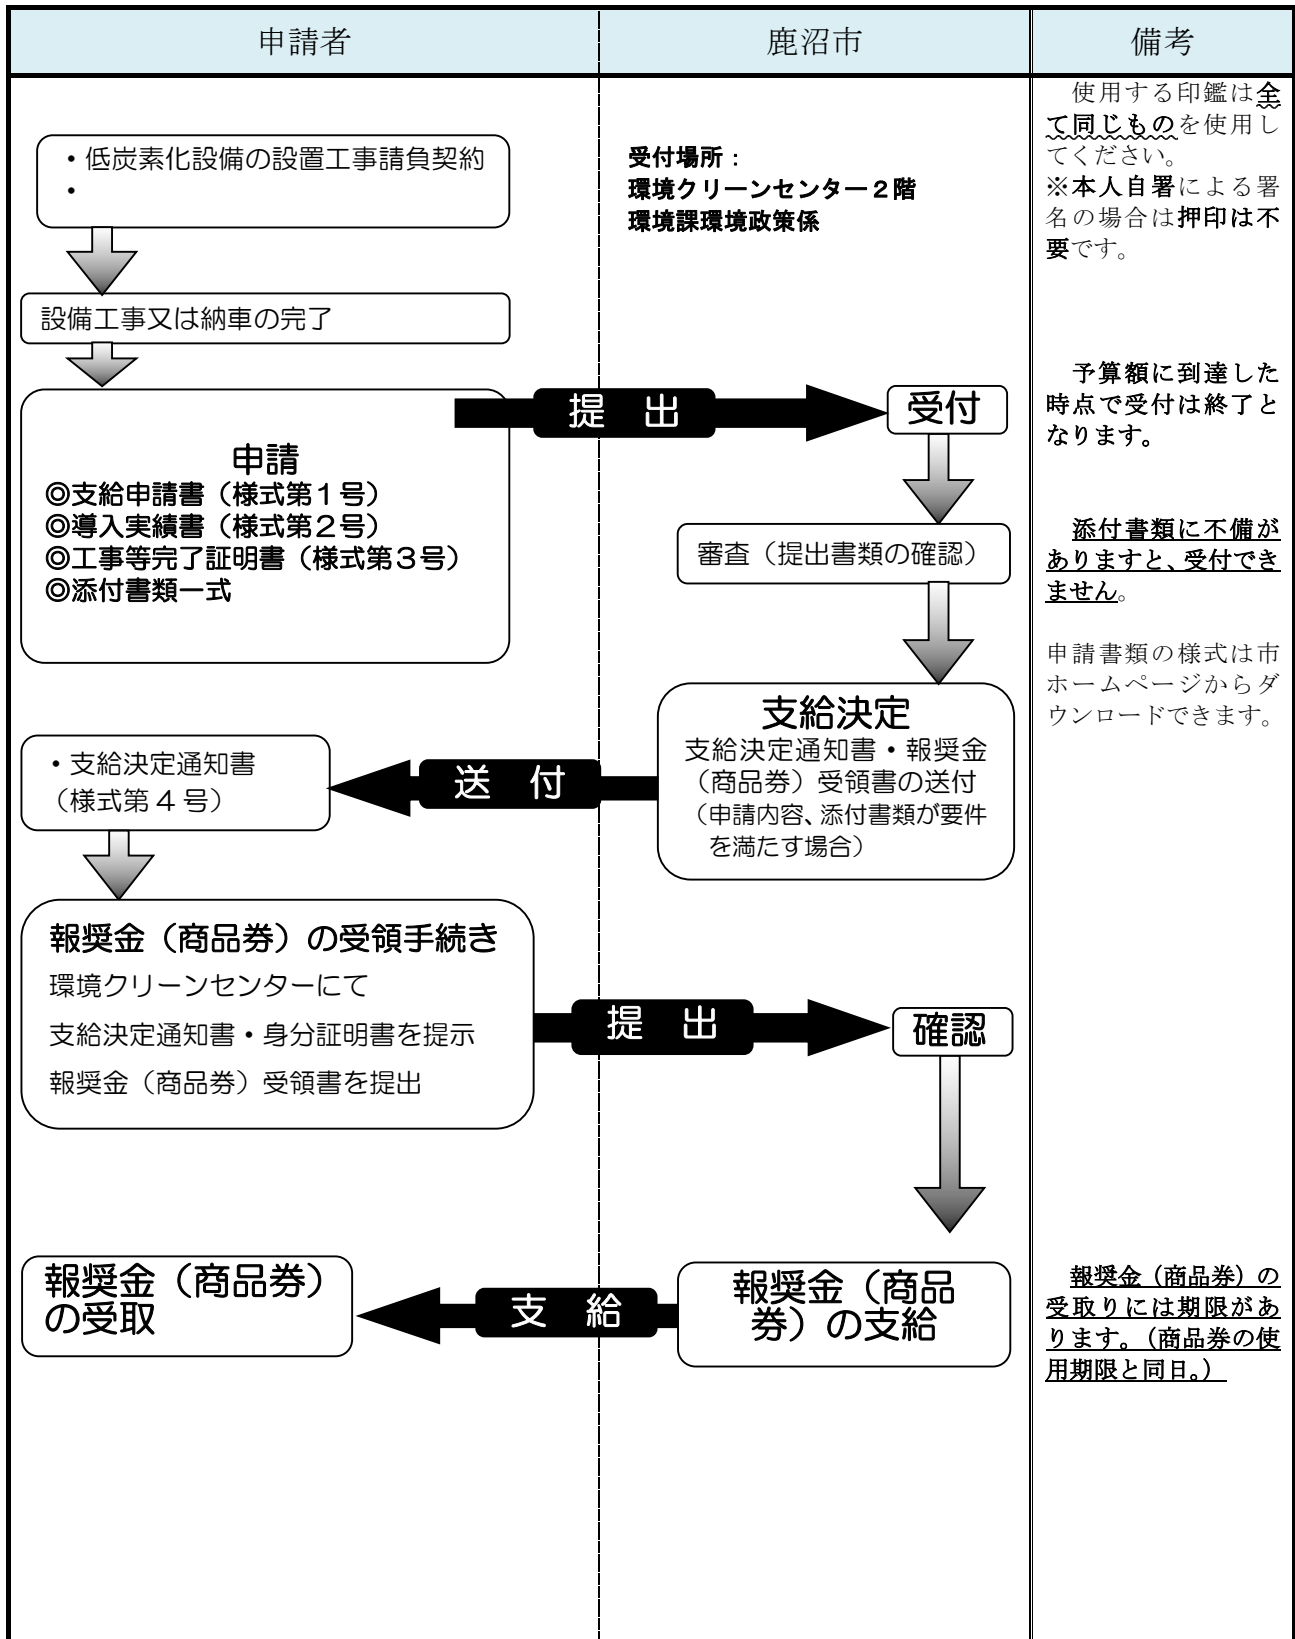 申請者
鹿沼市
備考
・低炭素化設備の設置工事請負契約
・
設備工事又は納車の完了
申請
◎支給申請書（様式第１号）
◎導入実績書（様式第２号）
◎工事等完了証明書（様式第３号）
◎添付書類一式
提　出
受付場所：
環境クリーンセンター２階
環境課環境政策係
受付
審査（提出書類の確認）
支給決定
支給決定通知書・報奨金
（商品券）受領書の送付
（申請内容、添付書類が要件
を満たす場合）
送　付
・支給決定通知書
（様式第 4 号）
報奨金（商品券）の受領手続き
環境クリーンセンターにて
支給決定通知書・身分証明書を提示
報奨金（商品券）受領書を提出
提　出
確認
報奨金（商品
券）の支給
支　給
報奨金（商品券）
の受取
使用する印鑑は全
て同じものを使用し
てください。
※本人自署による署
名の場合は押印は不
要です。
予算額に到達した
時点で受付は終了と
なります。
添付書類に不備が
ありますと、受付でき
ません。
申請書類の様式は市
ホームページからダ
ウンロードできます。
報奨金（商品券）の
受取りには期限があ
ります。（商品券の使
用期限と同日。）